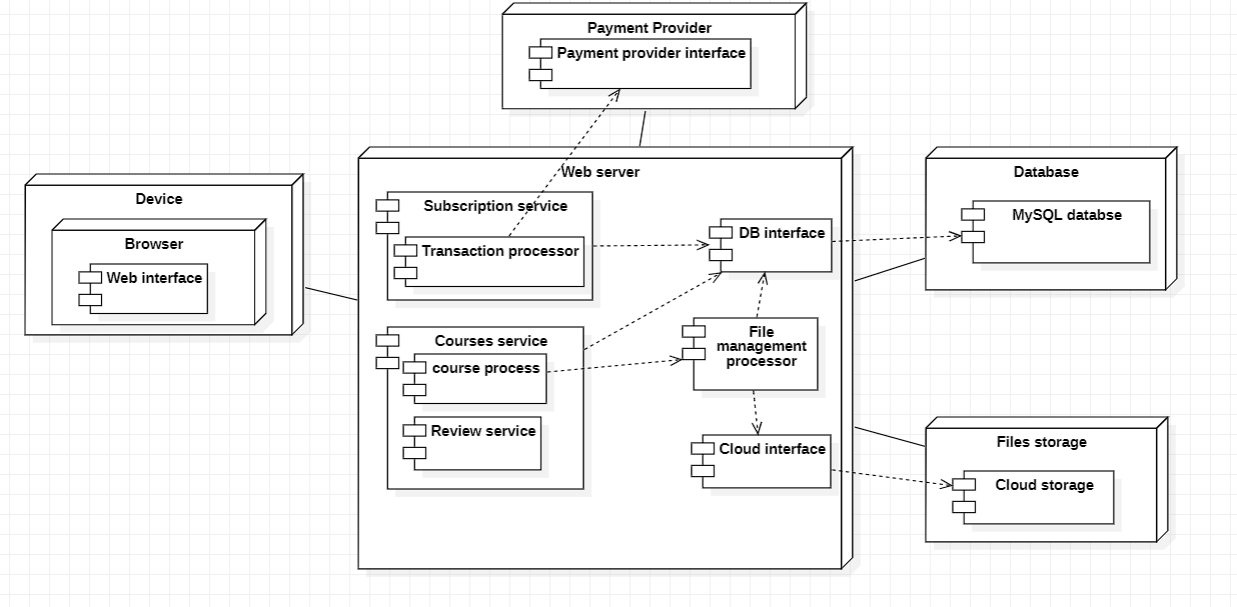 Payment Provider
Payment provider interface
Device
Browser
Web interface
Web server
Subscription service
Transaction processor
Courses service
course process
Review service
DB interface
File
management
processor
Cloud interface
Database
MySQL databse
Files storage
Cloud storage